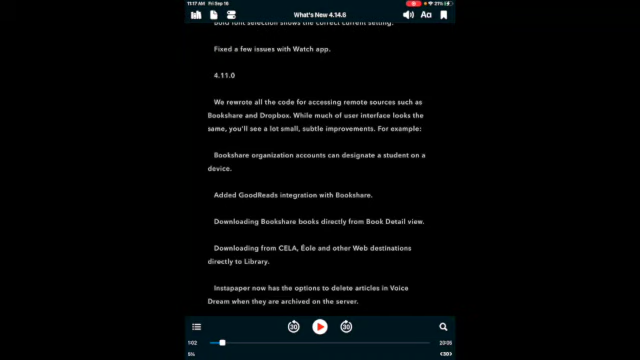 11:17 AM Fri Sep 16
21%
What's New 4.14.6
Aa
Bold font selection shows the correct current setting.
Fixed a few issues with Watch app.
4.11.0
We rewrote all the code for accessing remote sources such as
Bookshare and Dropbox. While much of user interface looks the
same, you'll see a lot small, subtle improvements. For example:
Bookshare organization accounts can designate a student on a
device.
Added GoodReads integration with Bookshare.
Downloading Bookshare books directly from Book Detail view.
Downloading from CELA, Éole and other Web destinations
directly to Library.
Instapaper now has the options to delete articles in Voice
Dream when they are archived on the server.
30
30
1:02
5%